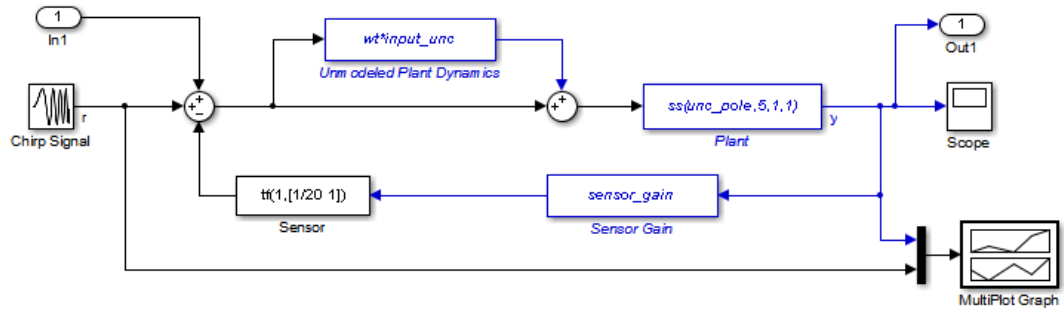 1
In1
wt*input_unc
Unmodeled Plant Dynamics
1
Out1
r
Chirp Signal
ss(unc_pole,5,1,1)
Plant
y
Scope
tf(1,[1/20 1])
Sensor
sensor_gain
Sensor Gain
MultiPlot Graph